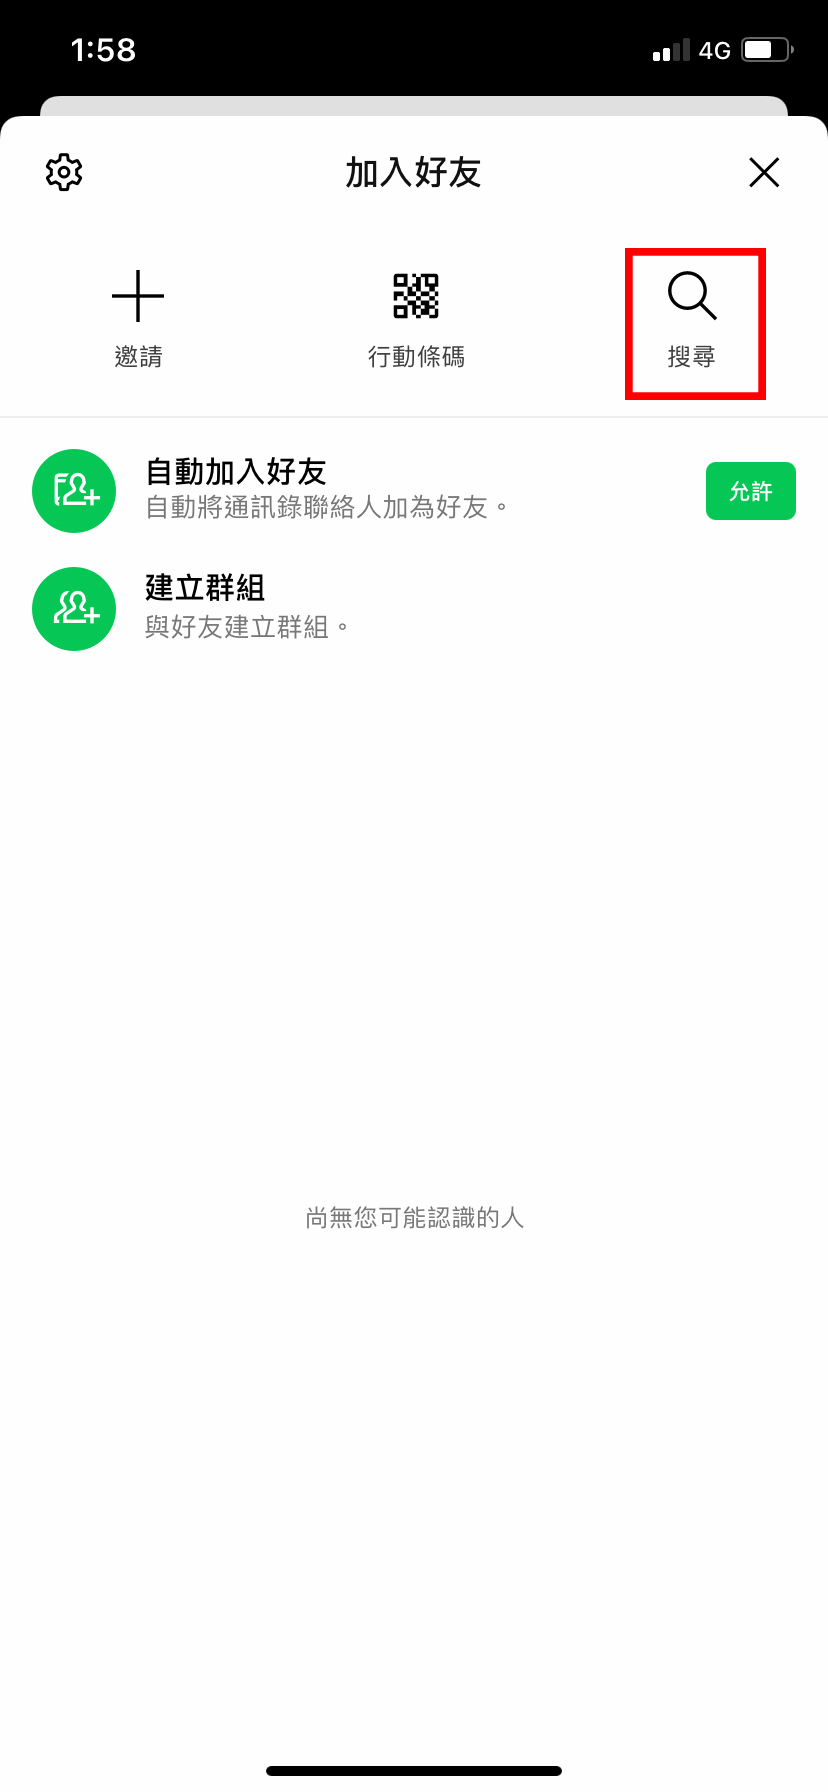 1:58
4G
加入好友
邀請
行動條碼
搜尋
自動加入好友
自動將通訊錄聯絡人加為好友。
允許
建立群組
與好友建立群組。
尚無您可能認識的人